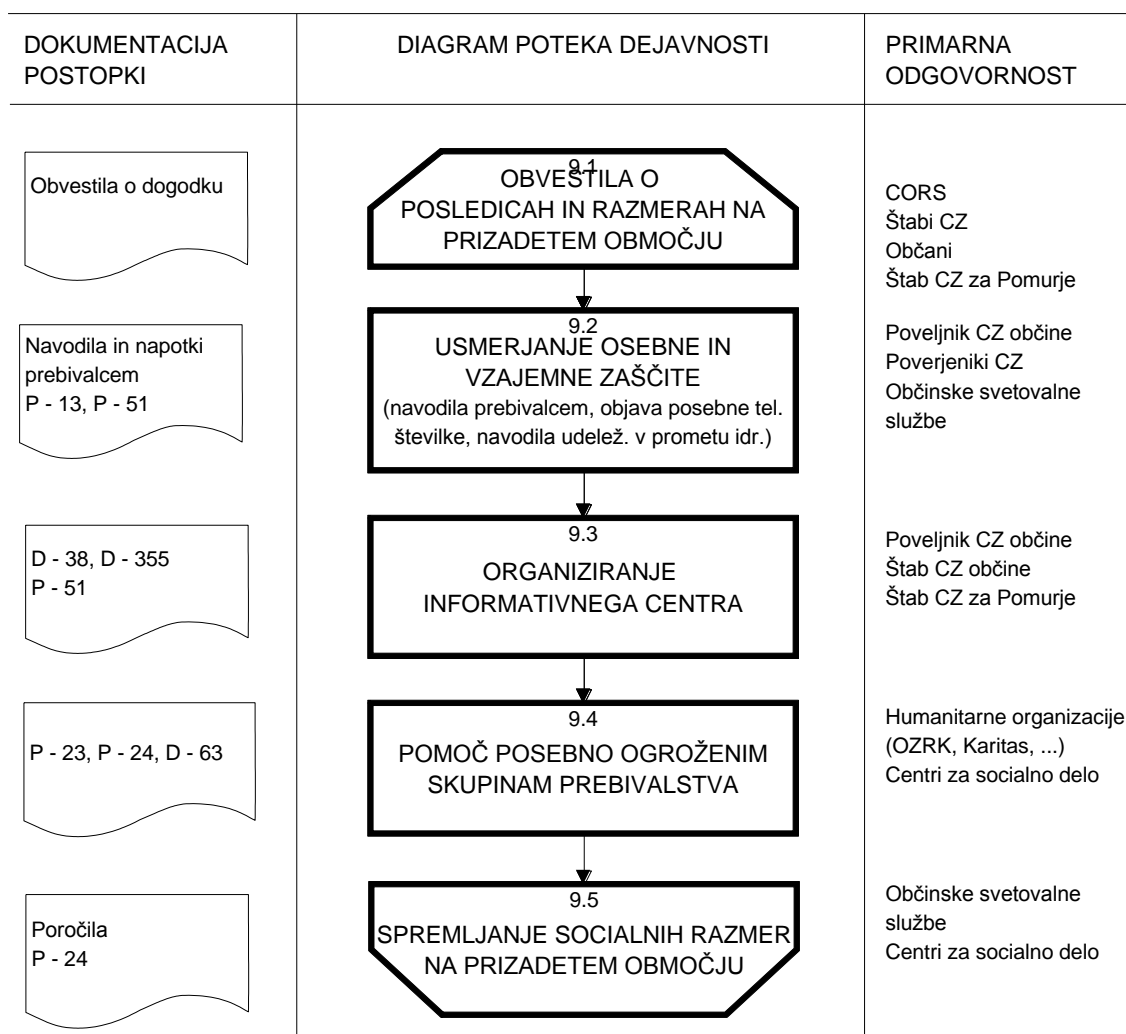 DOKUMENTACIJA
POSTOPKI
DIAGRAM POTEKA DEJAVNOSTI
PRIMARNA
ODGOVORNOST
Obvestila o dogodku
9.1
OBVESTILA O
POSLEDICAH IN RAZMERAH NA
PRIZADETEM OBMOČJU
CORS
Štabi CZ
Občani
Štab CZ za Pomurje
Navodila in napotki
prebivalcem
P - 13, P - 51
9.2
USMERJANJE OSEBNE IN
VZAJEMNE ZAŠČITE
(navodila prebivalcem, objava posebne tel.
številke, navodila udelež. v prometu idr.)
Poveljnik CZ občine
Poverjeniki CZ
Občinske svetovalne
službe
D - 38, D - 355
P - 51
9.3
ORGANIZIRANJE
INFORMATIVNEGA CENTRA
Poveljnik CZ občine
Štab CZ občine
Štab CZ za Pomurje
P - 23, P - 24, D - 63
9.4
POMOČ POSEBNO OGROŽENIM
SKUPINAM PREBIVALSTVA
Humanitarne organizacije
(OZRK, Karitas, ...)
Centri za socialno delo
Poročila
P - 24
9.5
SPREMLJANJE SOCIALNIH RAZMER
NA PRIZADETEM OBMOČJU
Občinske svetovalne
službe
Centri za socialno delo